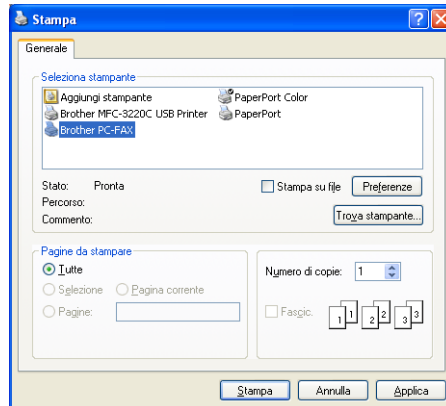 Stampa
Generale
Seleziona stampante
Aggiungi stampante
Brother MFC-3220C USB Printer
Brother PC-FAX
PaperPort Color
PaperPort
Stato: Pronta
Percorso:
Commento:
Stampa su file
Preferenze
Trova stampante...
Pagine da stampare
Tutte
Selezione Pagina corrente
Pagine:
Numero di copie: 1
Fascic.
1 1 2 2 3 3
Stampa Annulla Applica